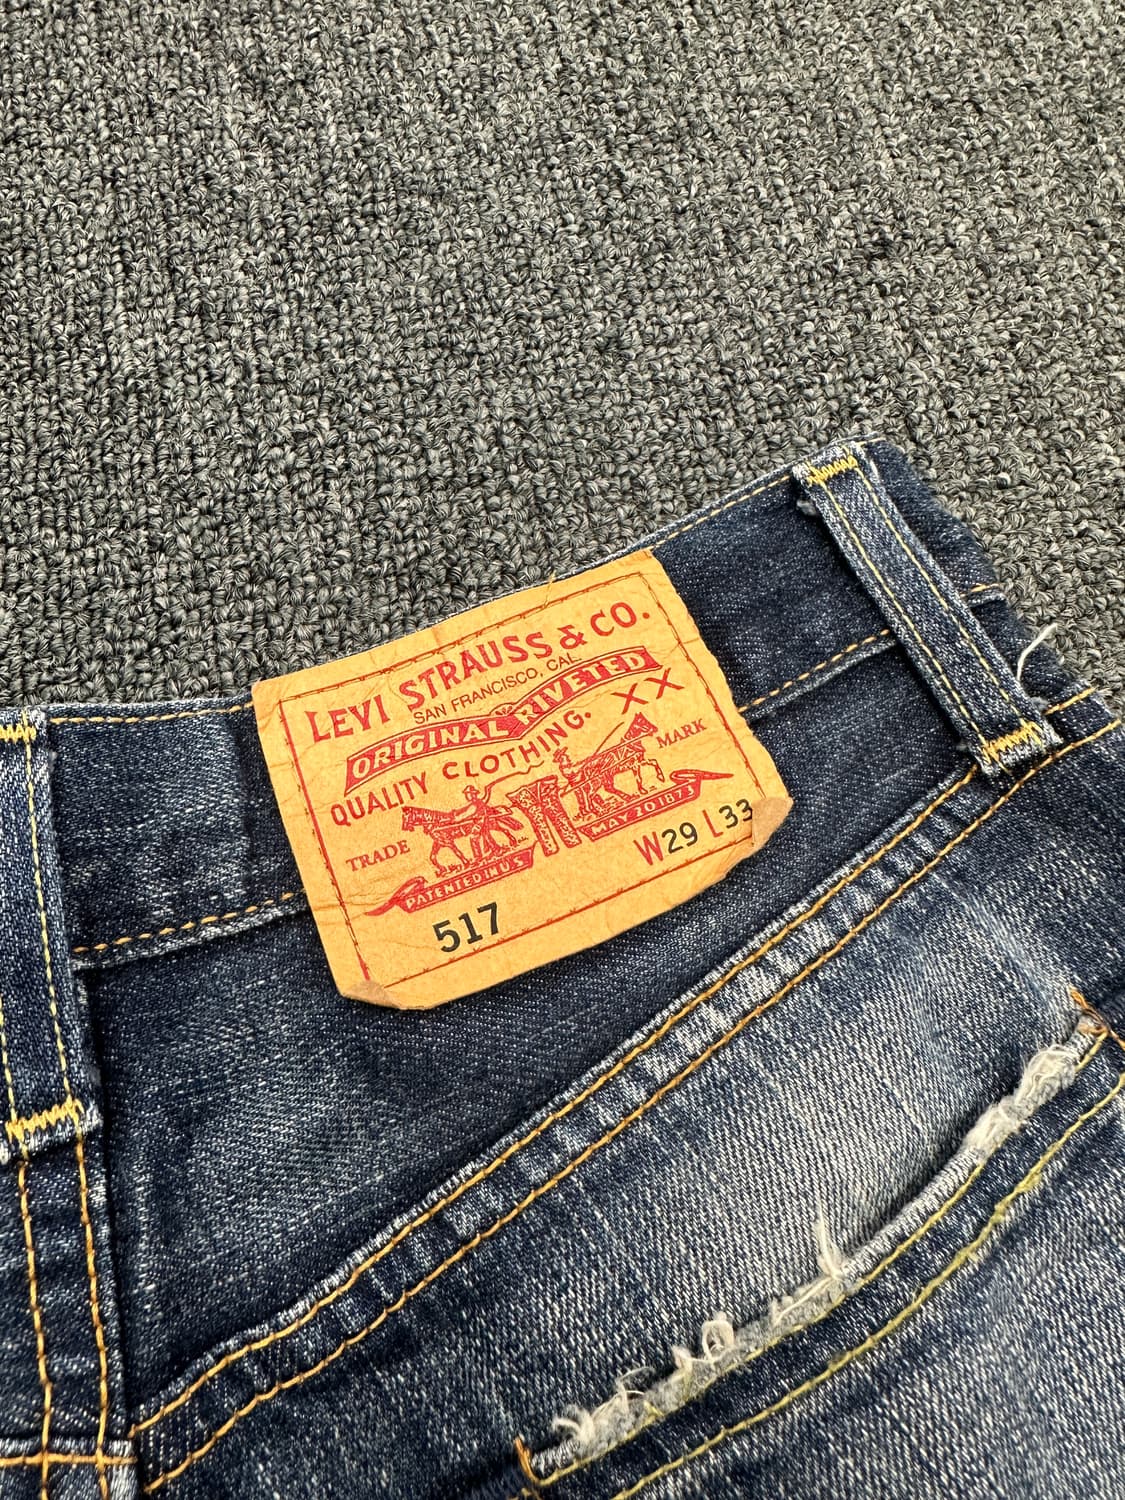 LEVI STRAUSS & CO.
SAN FRANCISCO, CAL.
ORIGINAL RIVETED
QUALITY CLOTHING. XX
TRADE MARK
PATENTED IN U.S MAY 20 1873
W29 L33
517